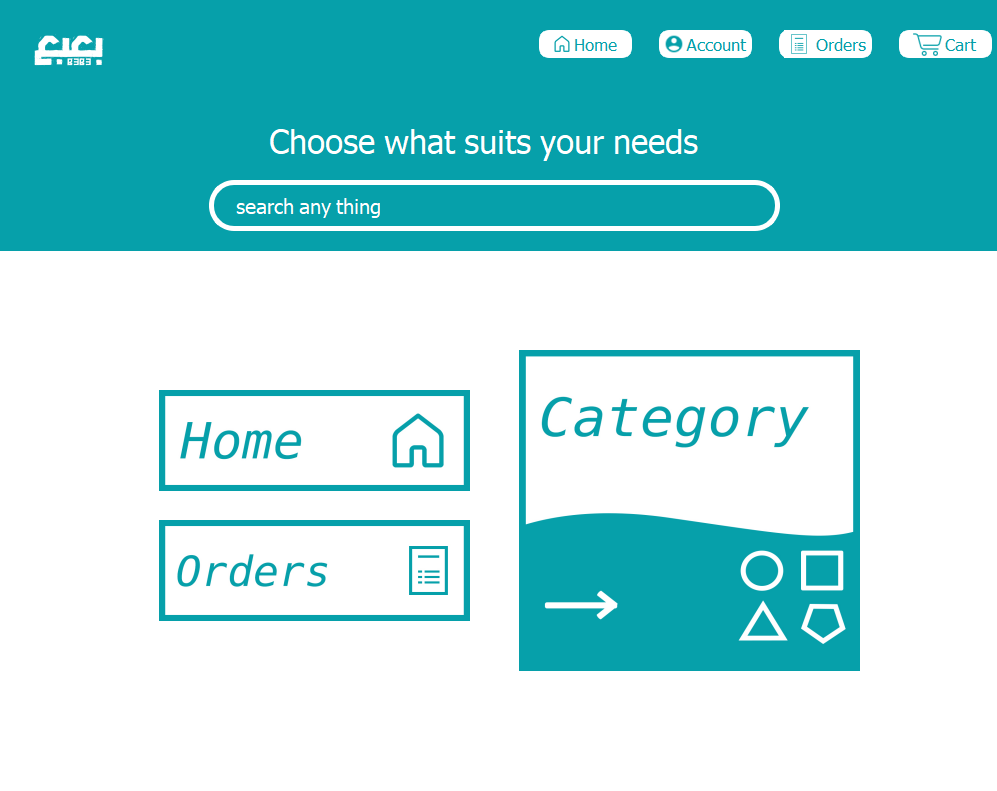 Home
Account
Orders
Cart
Choose what suits your needs
search any thing
Home
Category
Orders